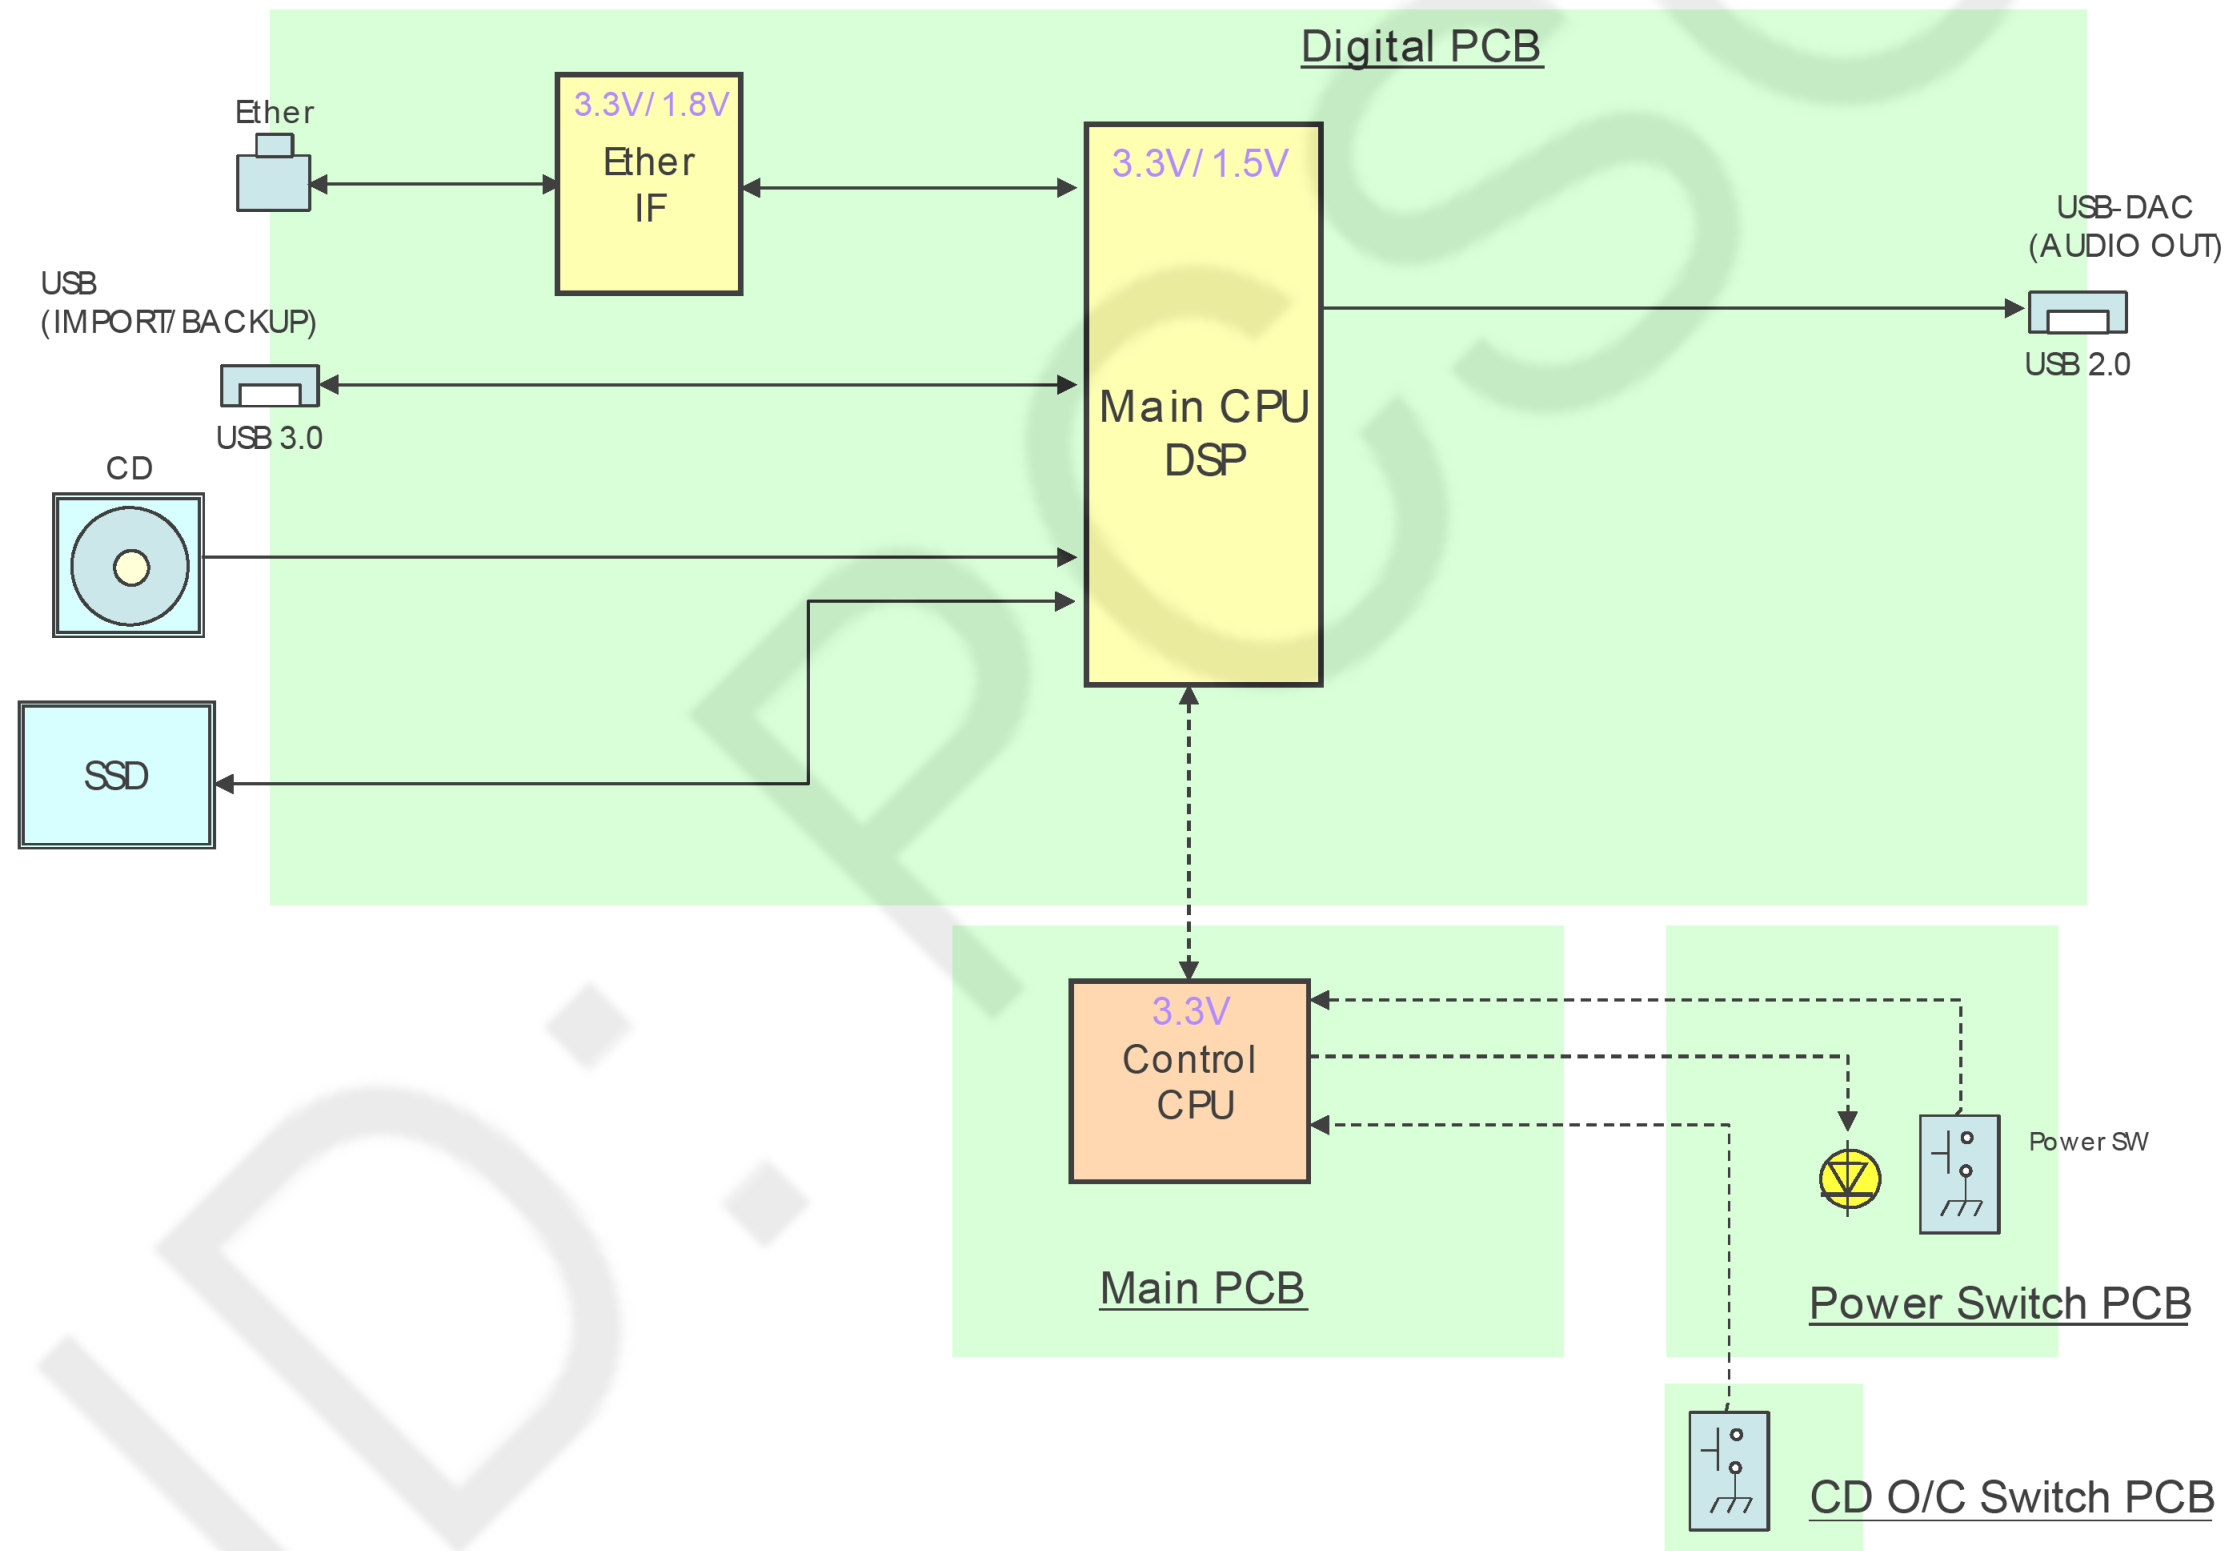 Digital PCB
3.3V/1.8V
Ether
IF
Ether
3.3V/1.5V
Main CPU
DSP
USB-DAC
(AUDIO OUT)
USB 2.0
USB
(IMPORT/BACKUP)
USB 3.0
CD
SSD
3.3V
Control
CPU
Main PCB
Power SW
Power Switch PCB
CD O/C Switch PCB